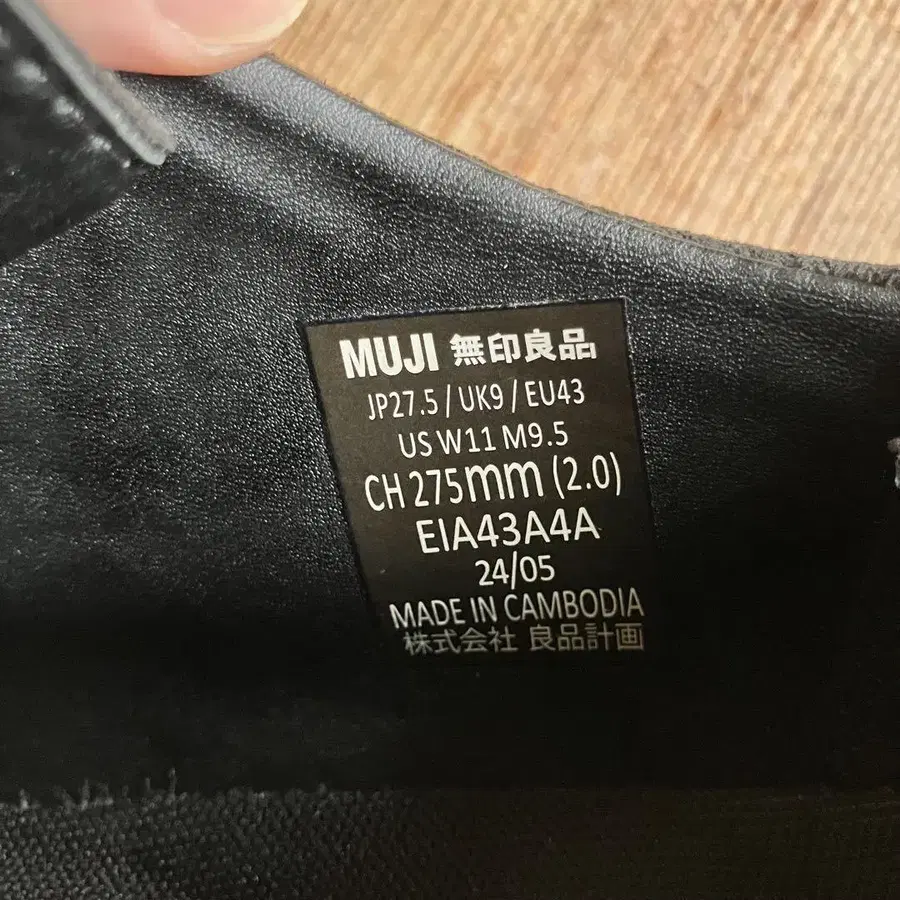 MUJI 無印良品
JP27.5 / UK9 / EU43
US W11 M9.5
CH 275mm (2.0)
EIA43A4A
24/05
MADE IN CAMBODIA
株式会社 良品計画